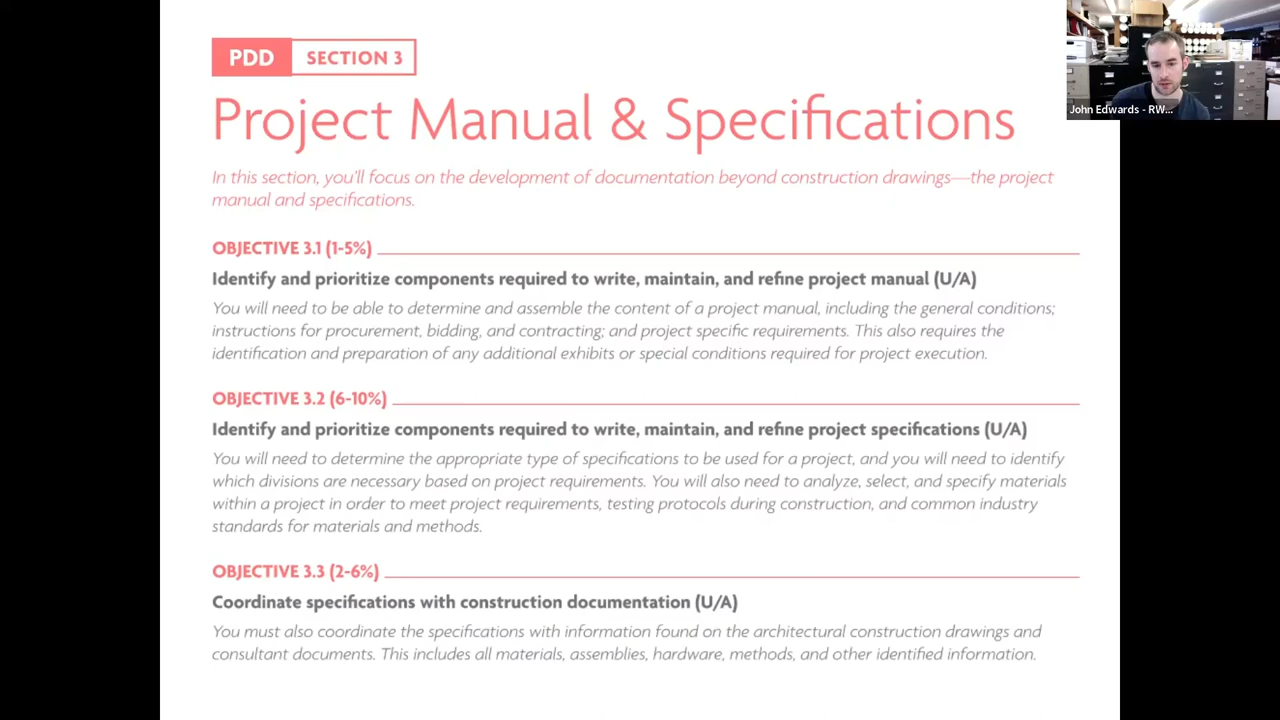 PDD SECTION 3
Project Manual & Specifications
In this section, you'll focus on the development of documentation beyond construction drawings—the project
manual and specifications.
OBJECTIVE 3.1 (1-5%)
Identify and prioritize components required to write, maintain, and refine project manual (U/A)
You will need to be able to determine and assemble the content of a project manual, including the general conditions;
instructions for procurement, bidding, and contracting; and project specific requirements. This also requires the
identification and preparation of any additional exhibits or special conditions required for project execution.
OBJECTIVE 3.2 (6-10%)
Identify and prioritize components required to write, maintain, and refine project specifications (U/A)
You will need to determine the appropriate type of specifications to be used for a project, and you will need to identify
which divisions are necessary based on project requirements. You will also need to analyze, select, and specify materials
within a project in order to meet project requirements, testing protocols during construction, and common industry
standards for materials and methods.
OBJECTIVE 3.3 (2-6%)
Coordinate specifications with construction documentation (U/A)
You must also coordinate the specifications with information found on the architectural construction drawings and
consultant documents. This includes all materials, assemblies, hardware, methods, and other identified information.
John Edwards - RW...